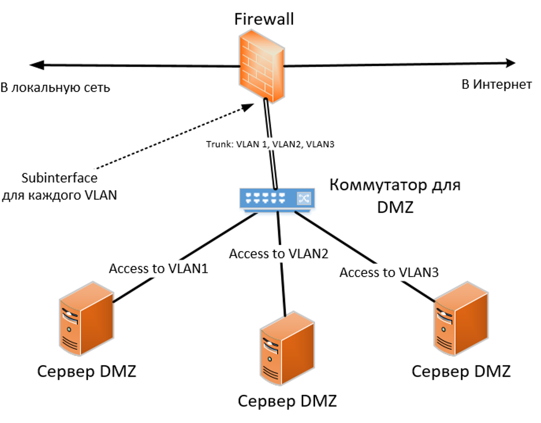 Firewall
В локальную сеть
В Интернет
Trunk: VLAN 1, VLAN2, VLAN3
Subinterface
для каждого VLAN
Коммутатор для
DMZ
Access to VLAN1
Access to VLAN2
Access to VLAN3
Сервер DMZ
Сервер DMZ
Сервер DMZ